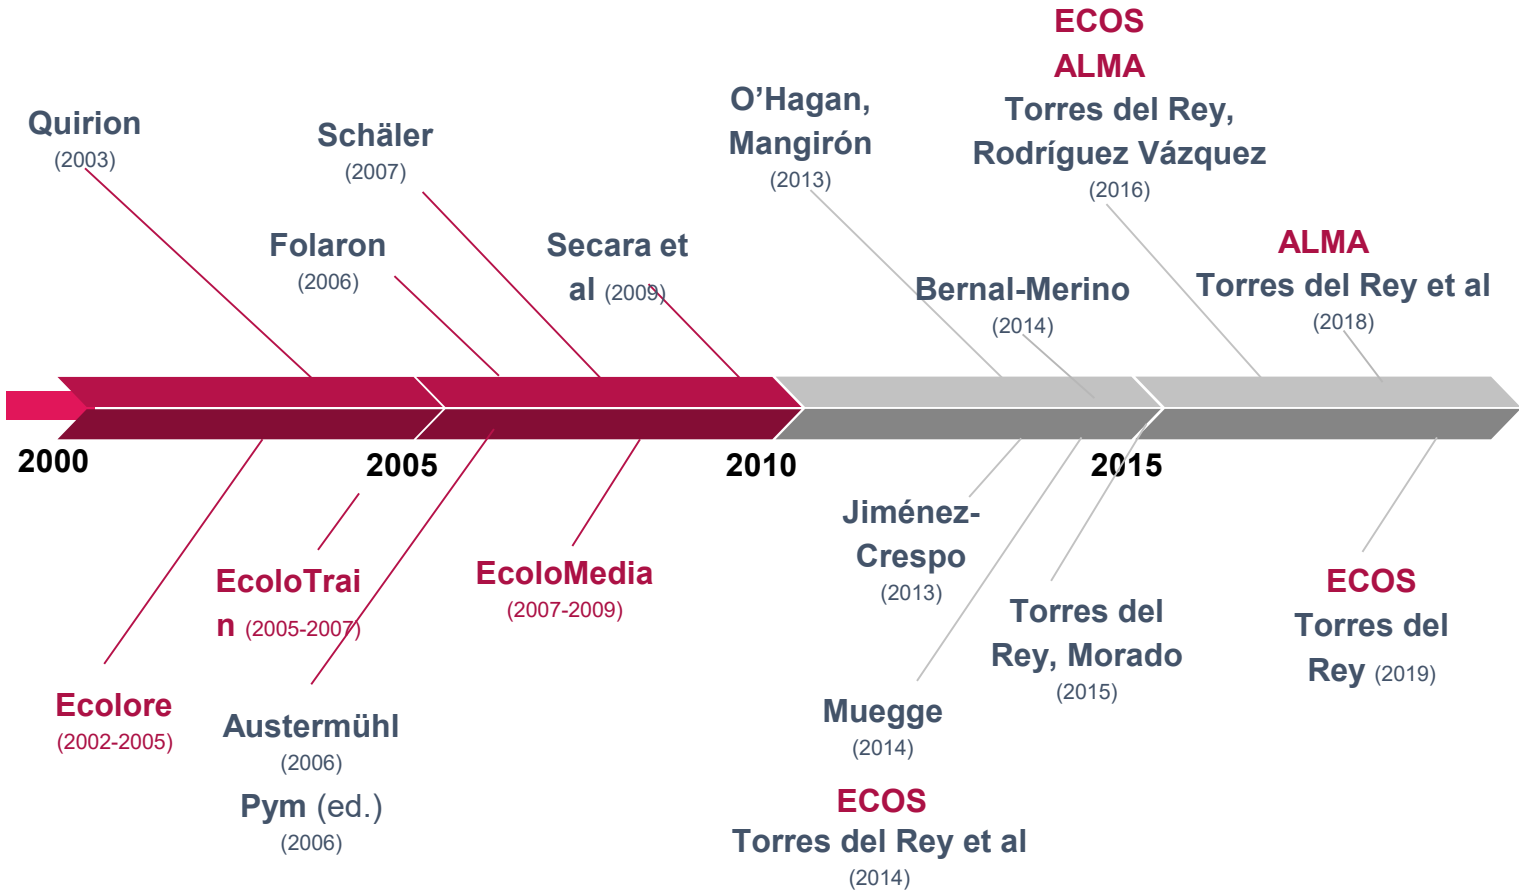 ECOS
ALMA
Torres del Rey,
Rodríguez Vázquez
(2016)
O’Hagan,
Mangirón
(2013)
Quirion
(2003)
Schäler
(2007)
Folaron
(2006)
Secara et
al (2009)
Bernal-Merino
(2014)
ALMA
Torres del Rey et al
(2018)
2000
2005
2010
2015
EcoloTrai
n (2005-2007)
EcoloMedia
(2007-2009)
Ecolore
(2002-2005)
Austermühl
(2006)
Pym (ed.)
(2006)
Jiménez-
Crespo
(2013)
Torres del
Rey, Morado
(2015)
Muegge
(2014)
ECOS
Torres del Rey et al
(2014)
ECOS
Torres del
Rey (2019)